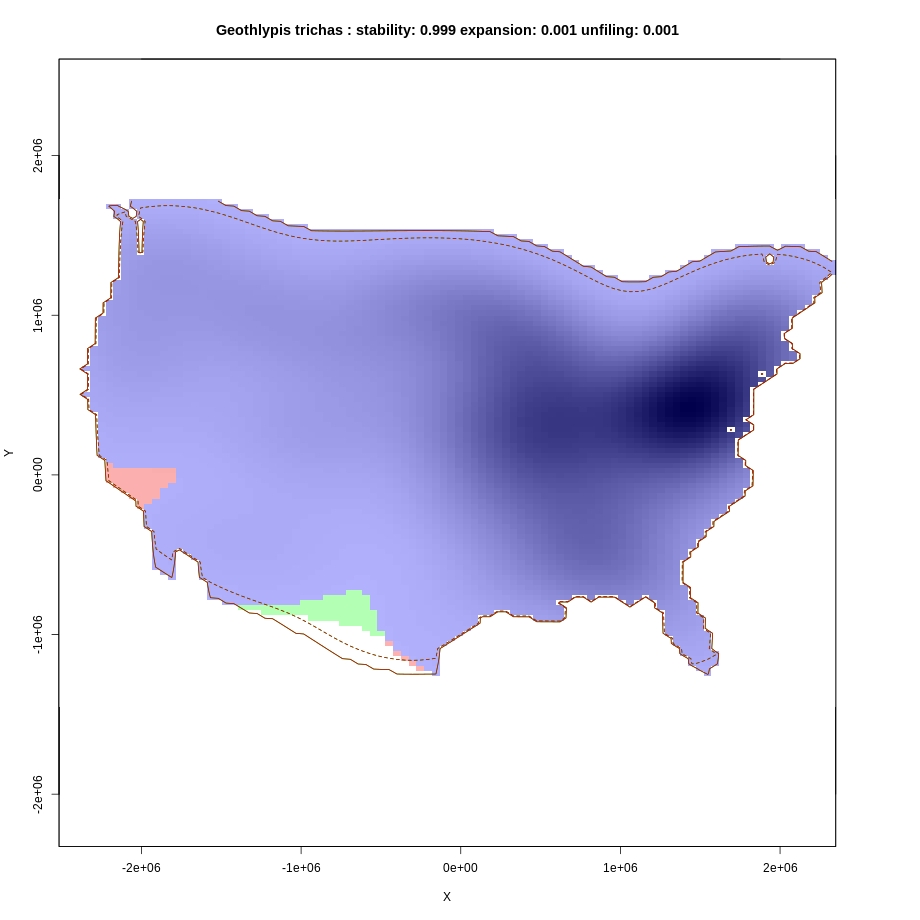 Geothlypis trichas : stability: 0.999 expansion: 0.001 unfiling: 0.001
2e+06
1e+06
0e+00
-1e+06
-2e+06
Y
-2e+06 -1e+06 0e+00 1e+06 2e+06
X